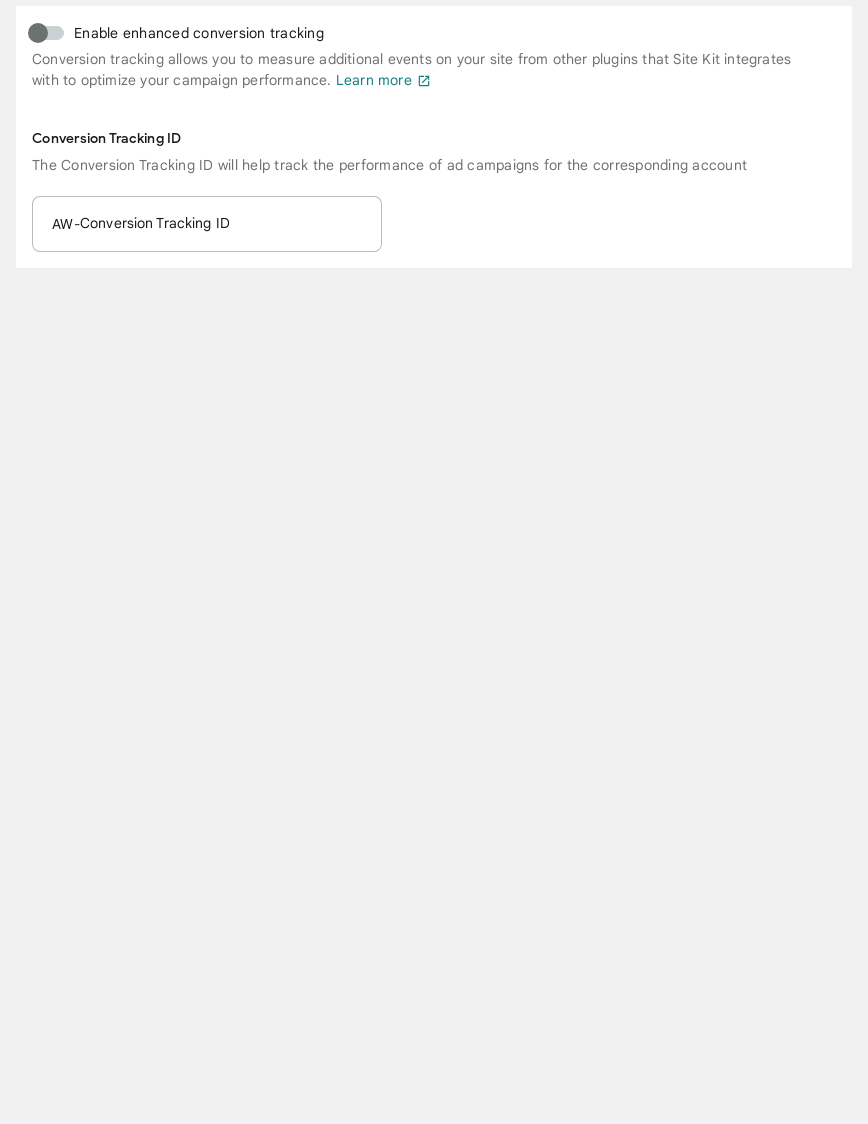 Enable enhanced conversion tracking
Conversion tracking allows you to measure additional events on your site from other plugins that Site Kit integrates
with to optimize your campaign performance. Learn more
Conversion Tracking ID
The Conversion Tracking ID will help track the performance of ad campaigns for the corresponding account
AW-Conversion Tracking ID